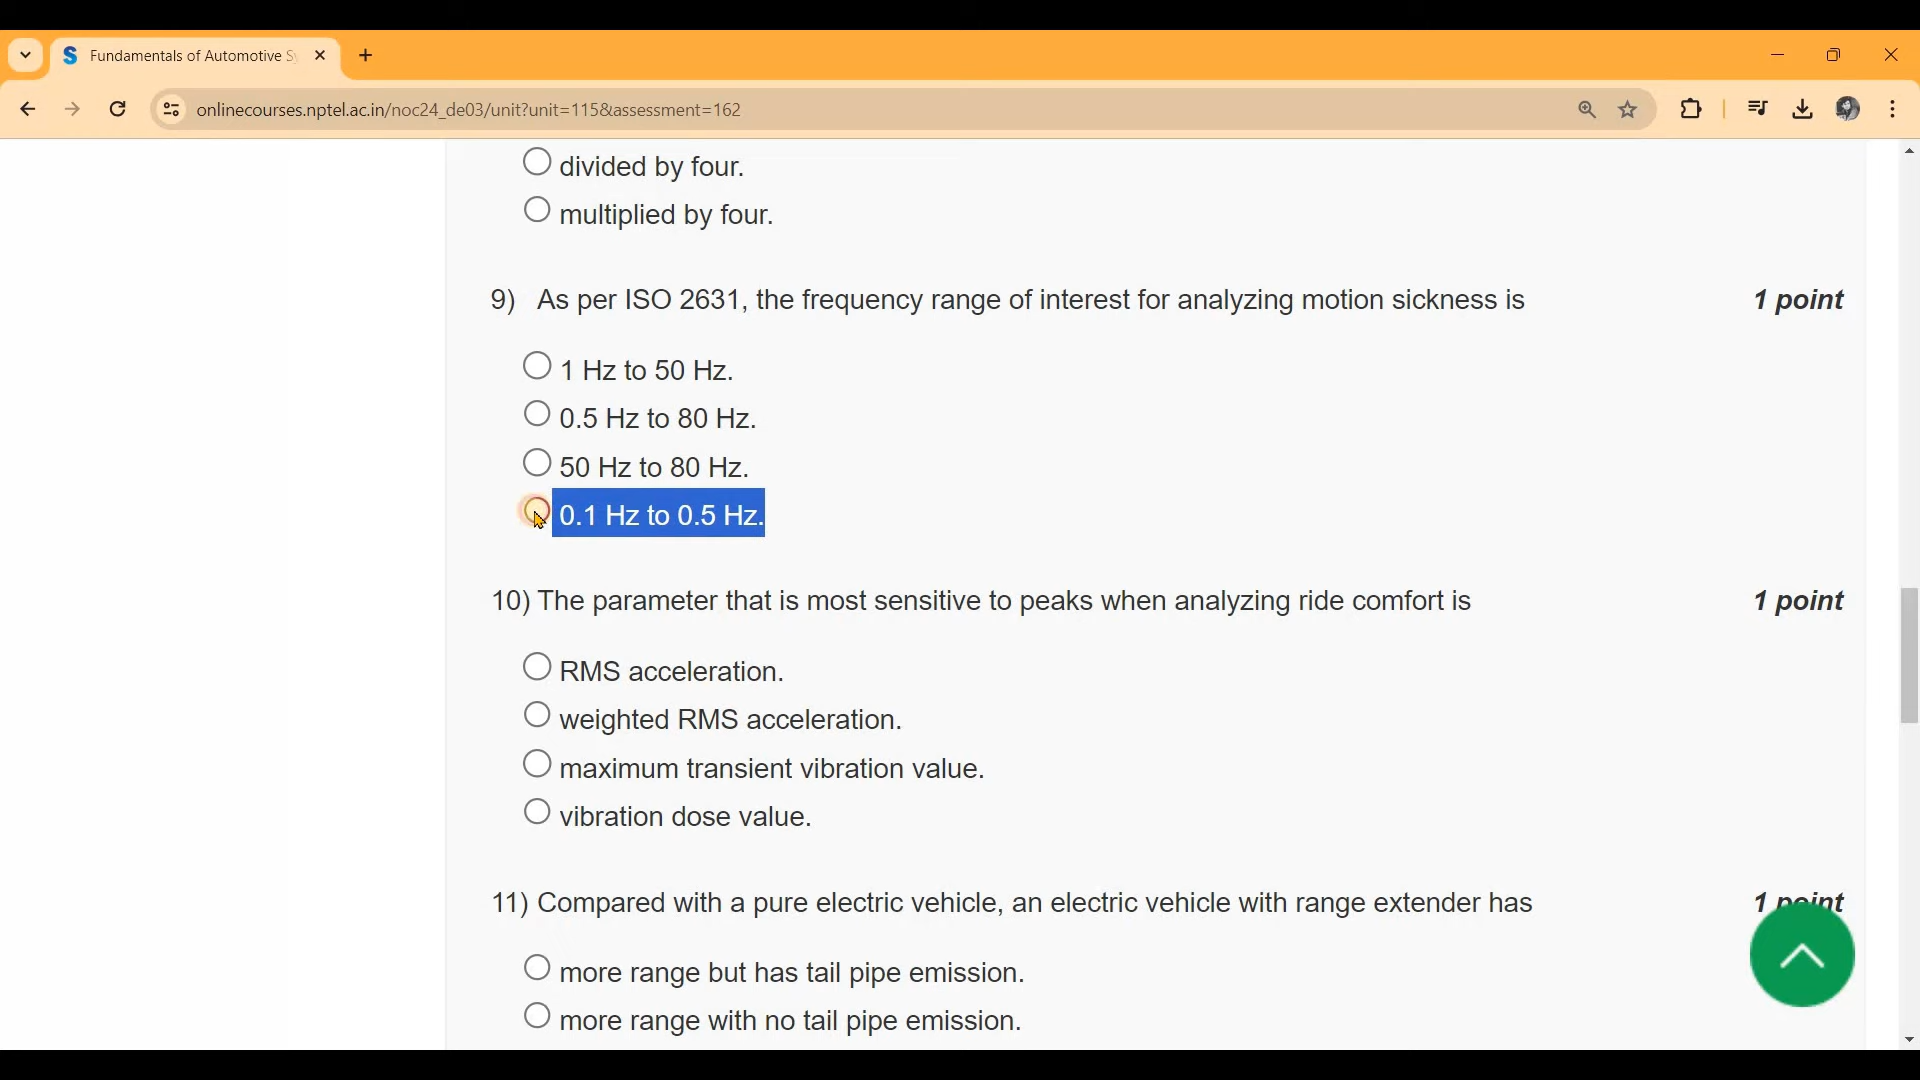 Fundamentals of Automotive Sy
onlinecourses.nptel.ac.in/noc24_de03/unit?unit=115&assessment=162
divided by four.
multiplied by four.
9) As per ISO 2631, the frequency range of interest for analyzing motion sickness is 1 point
1 Hz to 50 Hz.
0.5 Hz to 80 Hz.
50 Hz to 80 Hz.
0.1 Hz to 0.5 Hz.
10) The parameter that is most sensitive to peaks when analyzing ride comfort is 1 point
RMS acceleration.
weighted RMS acceleration.
maximum transient vibration value.
vibration dose value.
11) Compared with a pure electric vehicle, an electric vehicle with range extender has 1 point
more range but has tail pipe emission.
more range with no tail pipe emission.